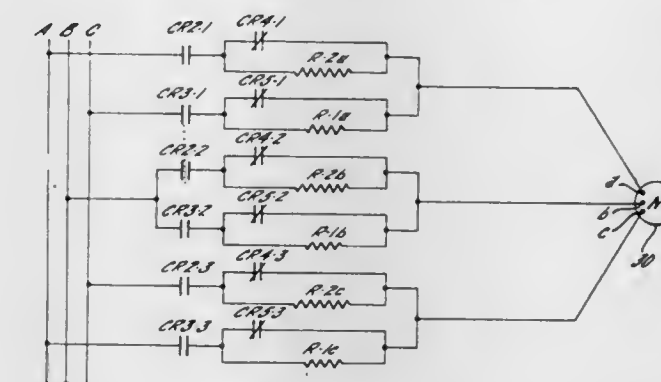 A B C
CR2-1
CR4-1
R-2a
CR3-1
CR5-1
R-1a
CR2-2
CR4-2
R-2b
CR3-2
CR5-2
R-1b
CR2-3
CR4-3
R-2c
CR3-3
CR5-3
R-1c
a
b
c
30